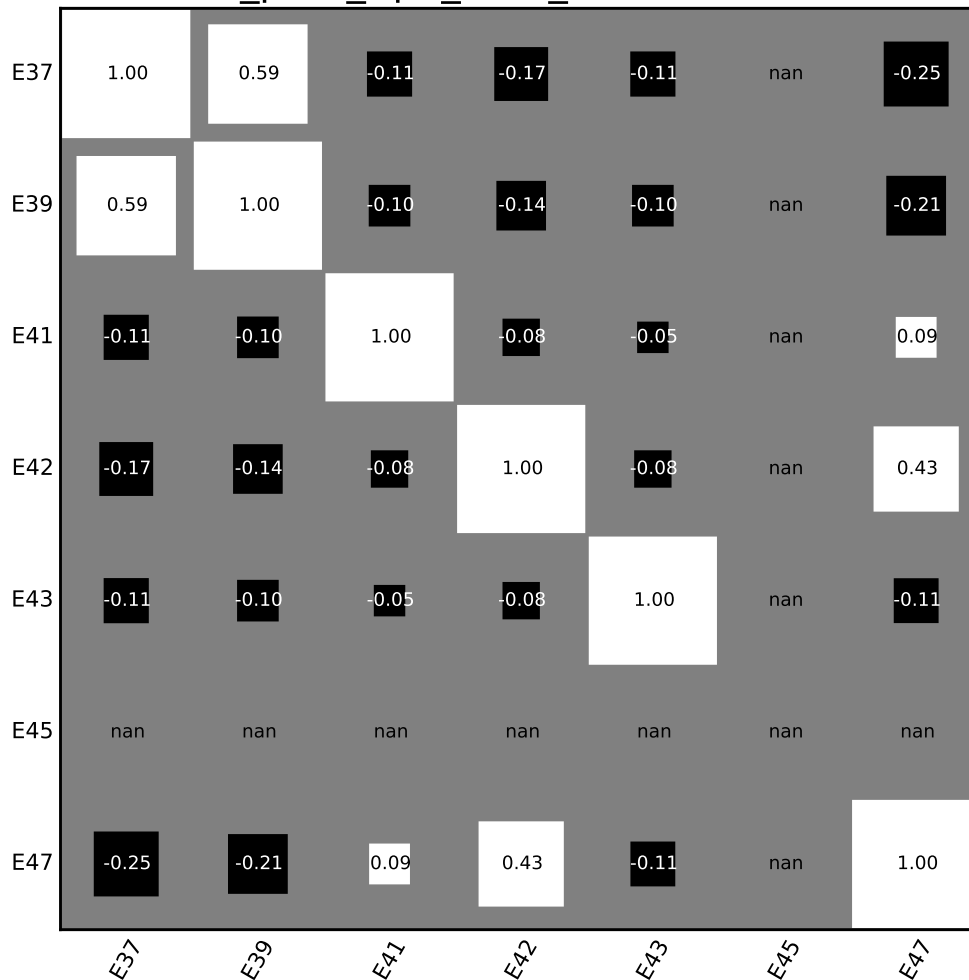 E37 1.00 0.59 -0.11 -0.17 -0.11 nan -0.25
E39 0.59 1.00 -0.10 -0.14 -0.10 nan -0.21
E41 -0.11 -0.10 1.00 -0.08 -0.05 nan 0.09
E42 -0.17 -0.14 -0.08 1.00 -0.08 nan 0.43
E43 -0.11 -0.10 -0.05 -0.08 1.00 nan -0.11
E45 nan nan nan nan nan nan nan
E47 -0.25 -0.21 0.09 0.43 -0.11 nan 1.00
E37 E39 E41 E42 E43 E45 E47